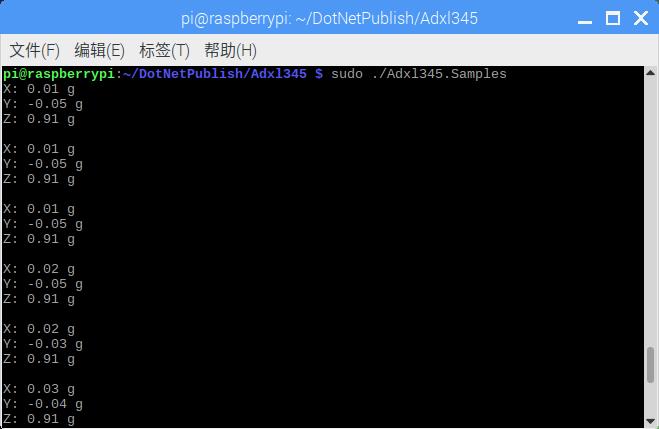 pi@raspberrypi: ~/DotNetPublish/Adxl345
文件(F) 编辑(E) 标签(T) 帮助(H)
pi@raspberrypi:~/DotNetPublish/Adxl345 $ sudo ./Adxl345.Samples
X: 0.01 g
Y: -0.05 g
Z: 0.91 g
X: 0.01 g
Y: -0.05 g
Z: 0.91 g
X: 0.01 g
Y: -0.05 g
Z: 0.91 g
X: 0.02 g
Y: -0.05 g
Z: 0.91 g
X: 0.02 g
Y: -0.03 g
Z: 0.91 g
X: 0.03 g
Y: -0.04 g
Z: 0.91 g